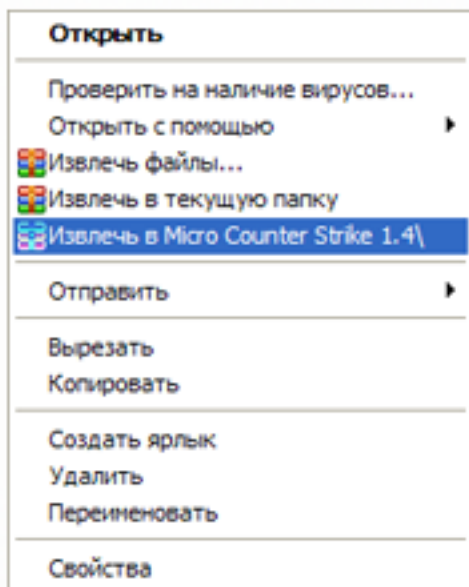 Открыть
Проверить на наличие вирусов...
Открыть с помощью
Извлечь файлы...
Извлечь в текущую папку
Извлечь в Micro Counter Strike 1.4\
Отправить
Вырезать
Копировать
Создать ярлык
Удалить
Переименовать
Свойства